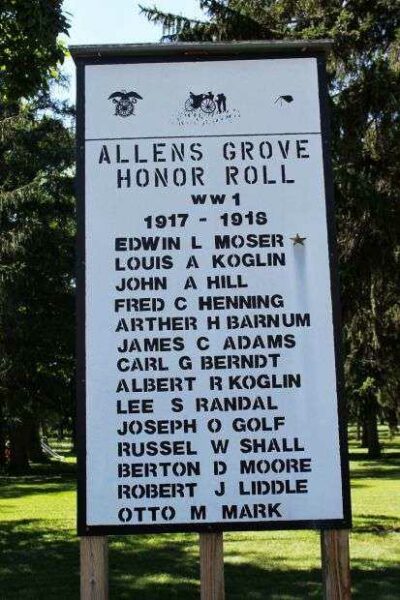 ALLENS GROVE
HONOR ROLL
WW1
1917 - 1918
EDWIN L MOSER
LOUIS A KOGLIN
JOHN A HILL
FRED C HENNING
ARTHER H BARNUM
JAMES C ADAMS
CARL G BERNDT
ALBERT R KOGLIN
LEE S RANDAL
JOSEPH O GOLF
RUSSEL W SHALL
BERTON D MOORE
ROBERT J LIDDLE
OTTO M MARK